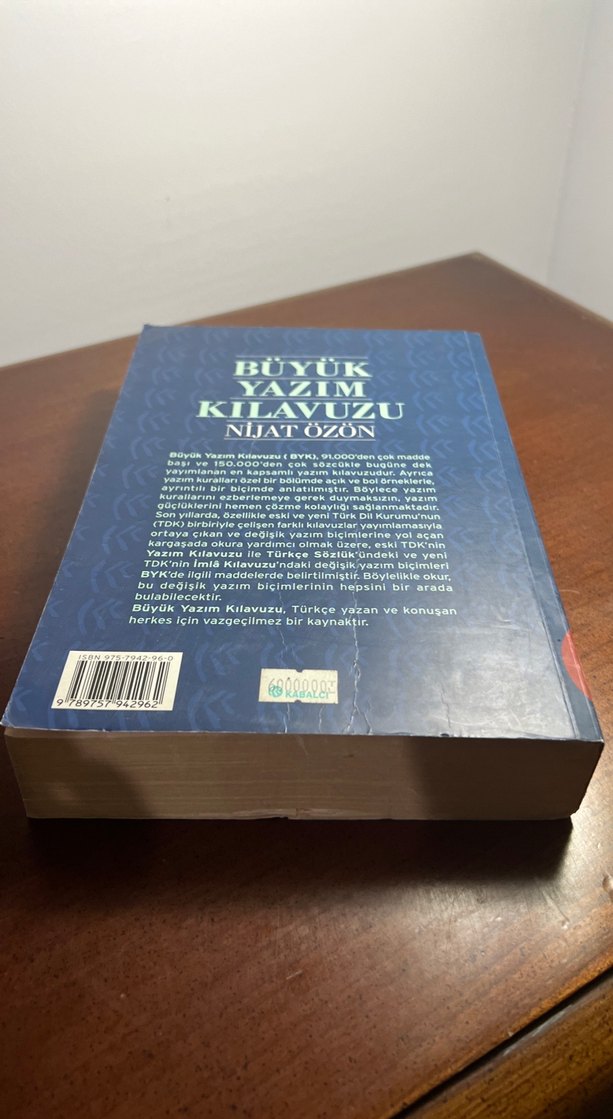 BÜYÜK
YAZIM
KILAVUZU
NİJAT ÖZÖN
Büyük Yazım Kılavuzu ( BYK), 91.000'den çok madde
başı ve 150.000'den çok sözcükle bugüne dek
yayımlanan en kapsamlı yazım kılavuzudur. Ayrıca
yazım kuralları özel bir bölümde açık ve bol örneklerle,
ayrıntılı bir biçimde anlatılmıştır. Böylece yazım
kurallarını ezberlemeye gerek duymaksızın, yazım
güçlüklerini hemen çözme kolaylığı sağlanmaktadır.
Son yıllarda, özellikle eski ve yeni Türk Dil Kurumu'nun
(TDK) birbiriyle çelişen farklı kılavuzlar yayımlamasıyla
ortaya çıkan ve değişik yazım biçimlerine yol açan
kargaşada okura yardımcı olmak üzere, eski TDK'nin
Yazım Kılavuzu ile Türkçe Sözlük'ündeki ve yeni
TDK'nin İmlâ Kılavuzu'ndaki değişik yazım biçimleri
BYK'de ilgili maddelerde belirtilmiştir. Böylelikle okur,
bu değişik yazım biçimlerinin hepsini bir arada
bulabilecektir.
Büyük Yazım Kılavuzu, Türkçe yazan ve konuşan
herkes için vazgeçilmez bir kaynaktır.
ISBN 975-7942-96-0
9 789757 942962
KABALCI